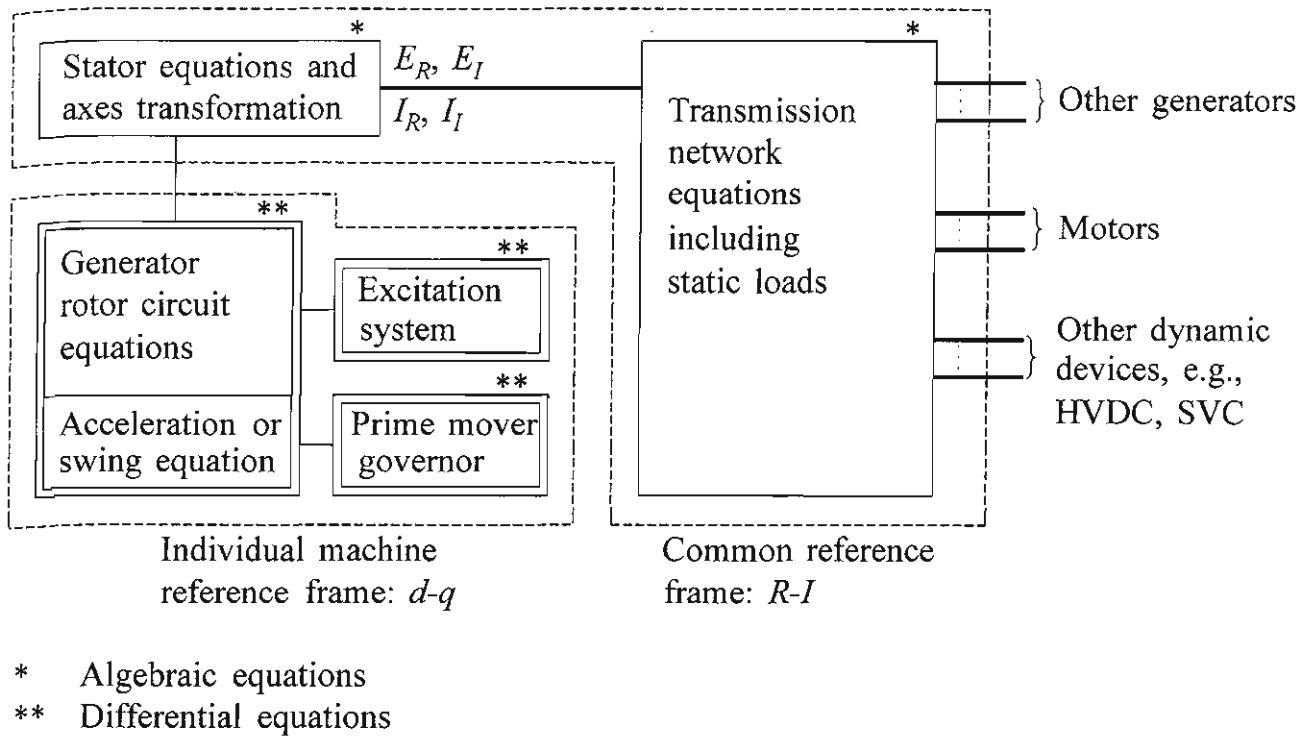 *
Stator equations and
axes transformation
E_R, E_I
I_R, I_I
*
Transmission
network
equations
including
static loads
} Other generators
} Motors
} Other dynamic
devices, e.g.,
HVDC, SVC
**
Generator
rotor circuit
equations
Acceleration or
swing equation
**
Excitation
system
**
Prime mover
governor
Individual machine
reference frame: d-q
Common reference
frame: R-I
* Algebraic equations
** Differential equations